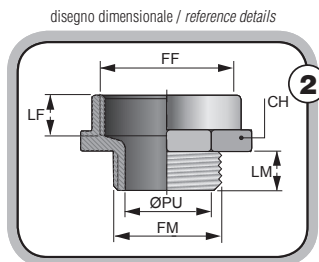 disegno dimensionale / reference details
FF
2
CH
LF
LM
ØPU
FM